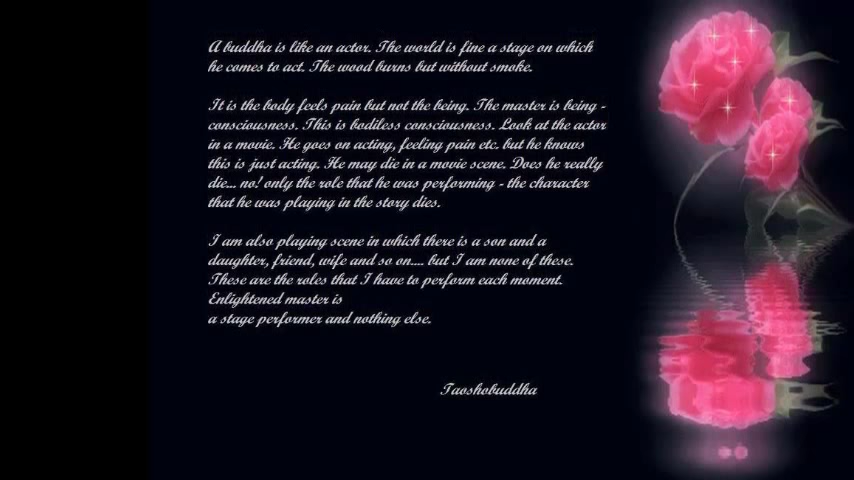 A buddha is like an actor. The world is fine a stage on which
he comes to act. The wood burns but without smoke.
It is the body feels pain but not the being. The master is being -
consciousness. This is bodiless consciousness. Look at the actor
in a movie. He goes on acting, feeling pain etc. but he knows
this is just acting. He may die in a movie scene. Does he really
die... no! only the role that he was performing - the character
that he was playing in the story dies.
I am also playing scene in which there is a son and a
daughter, friend, wife and so on.... but I am none of these.
These are the roles that I have to perform each moment.
Enlightened master is
a stage performer and nothing else.
Taoshobuddha